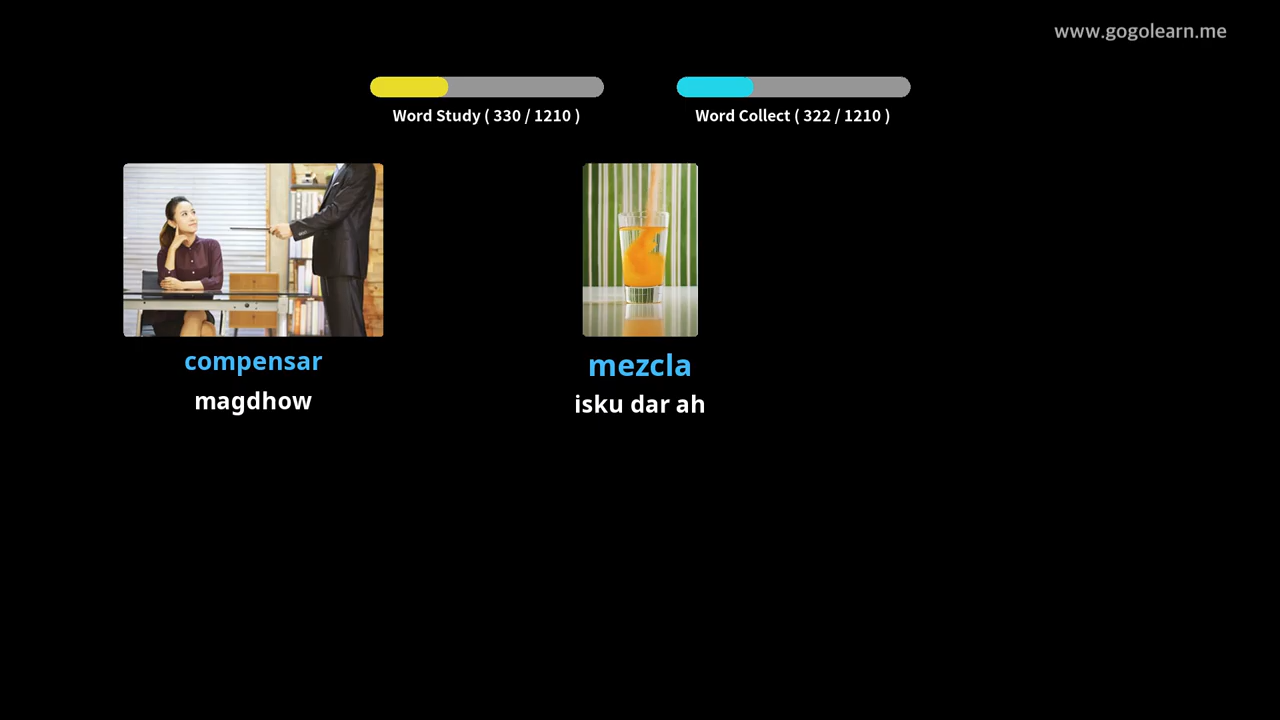 www.gogolearn.me
Word Study ( 330 / 1210 )
Word Collect ( 322 / 1210 )
compensar
magdhow
mezcla
isku dar ah